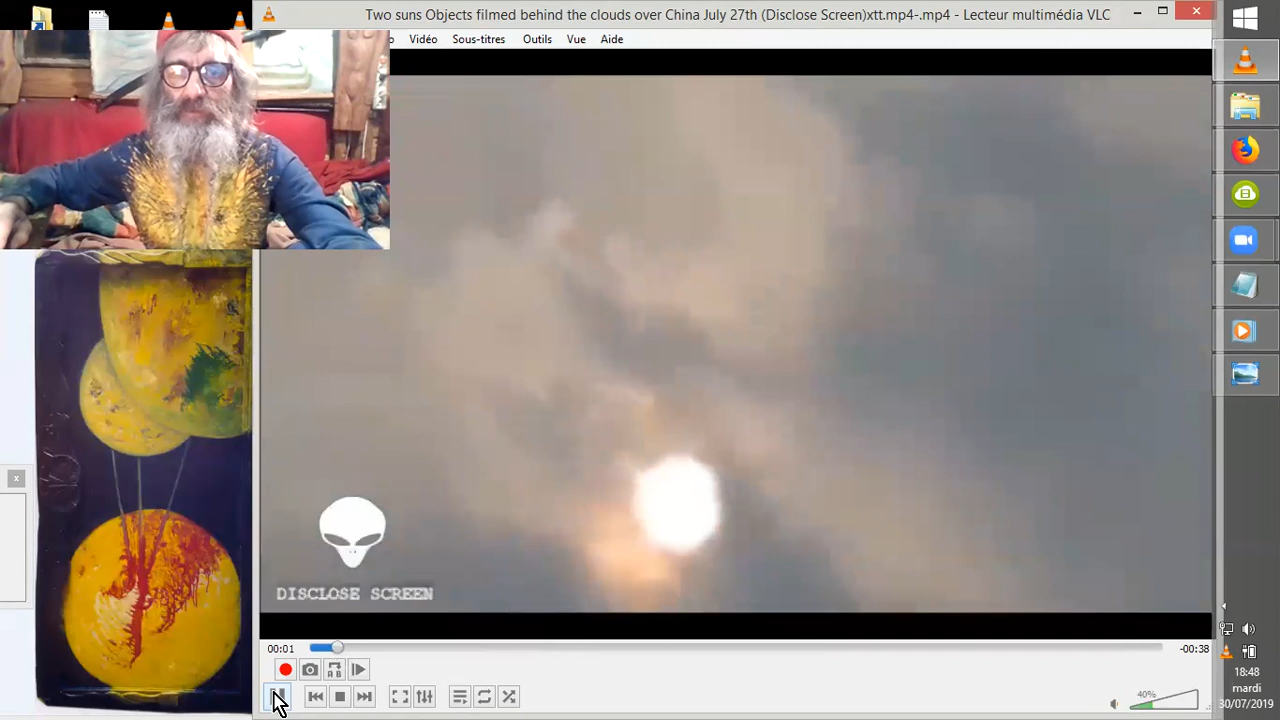 Two suns Objects filmed behind the clouds over China July
(Disclose Screen)xtt.mp4-.mp4 - Lecteur multimédia VLC
Vidéo Sous-titres Outils Vue Aide
DISCLOSE SCREEN
00:01
-00:38
40%
18:48
mardi
30/07/2019